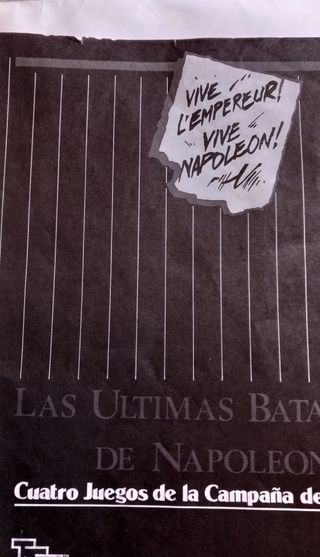 VIVE
L'EMPEREUR!
VIVE
NAPOLEON!
LAS ULTIMAS BATA
DE NAPOLEON
Cuatro Juegos de la Campaña de